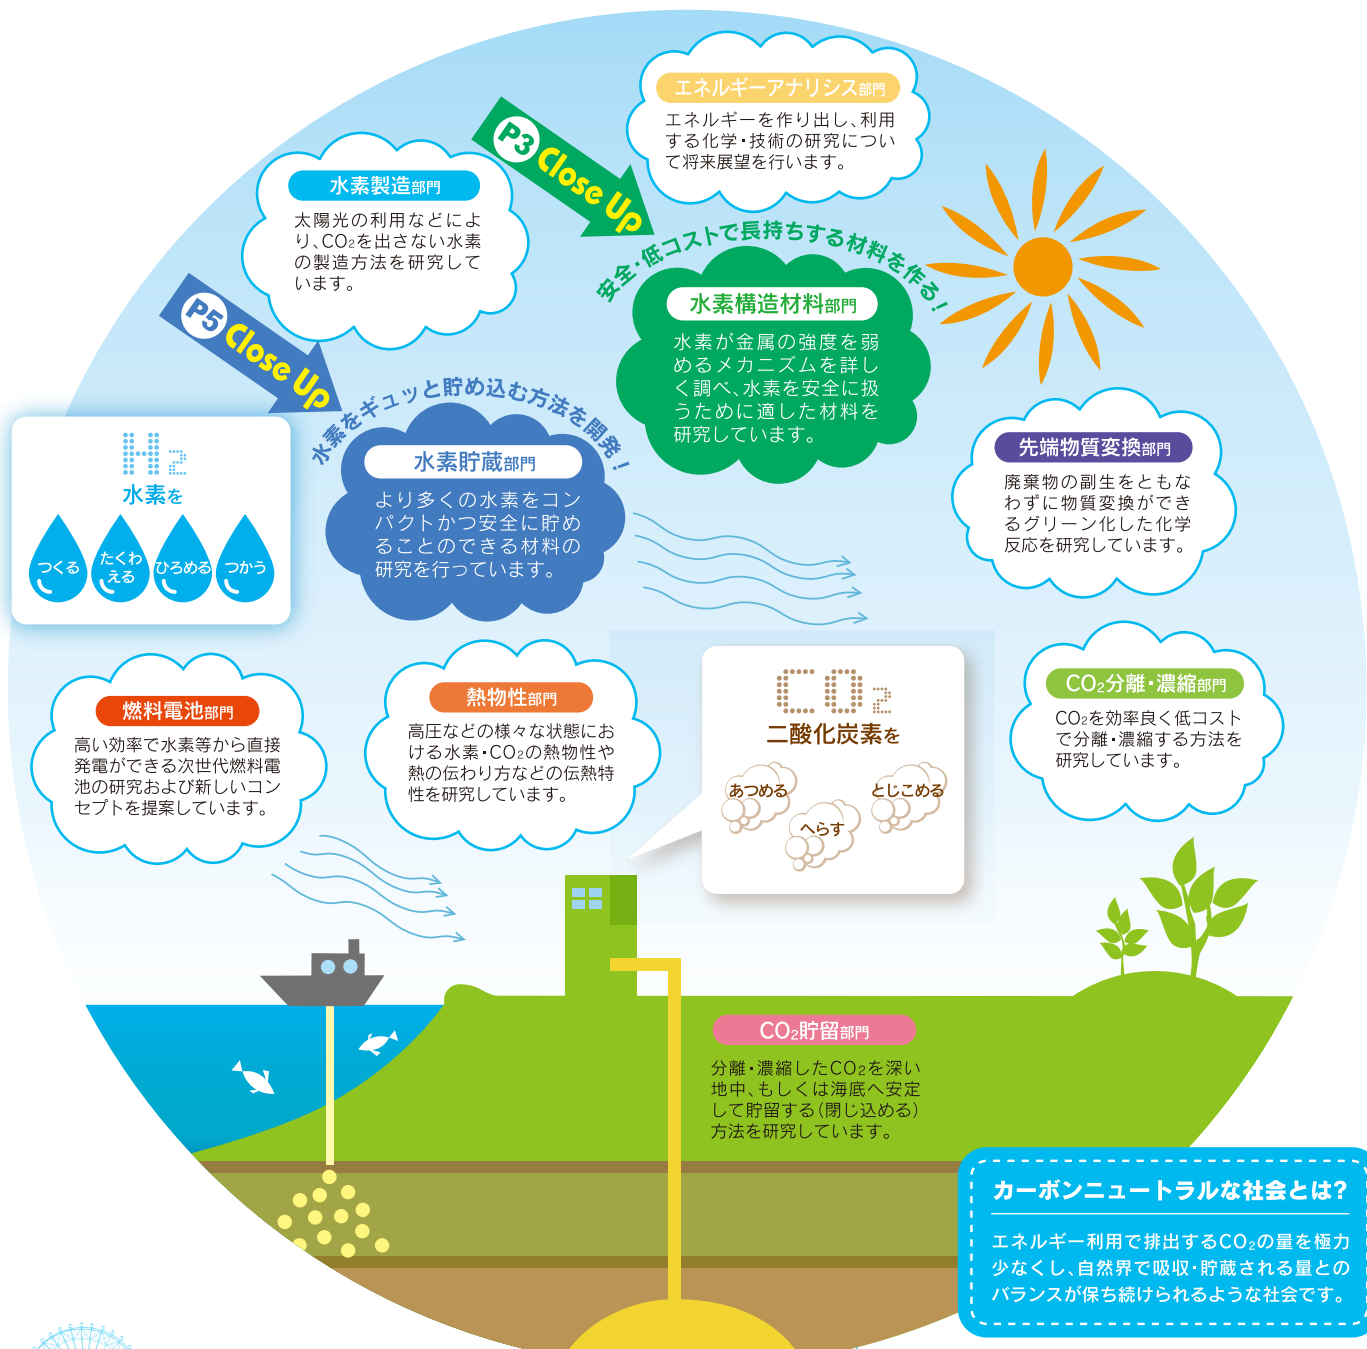 エネルギーアナリシス部門
エネルギーを作り出し、利用
する化学・技術の研究につい
て将来展望を行います。
P3 Close Up
水素製造部門
太陽光の利用などによ
り、CO₂を出さない水素
の製造方法を研究して
います。
安全・低コストで長持ちする材料を作る！
水素構造材料部門
水素が金属の強度を弱
めるメカニズムを詳し
く調べ、水素を安全に扱
うために適した材料を
研究しています。
P5 Close Up
水素をギュッと貯め込む方法を開発！
水素貯蔵部門
より多くの水素をコン
パクトかつ安全に貯め
ることのできる材料の
研究を行っています。
H₂
水素を
つくる
たくわ
える
ひろめる
つかう
先端物質変換部門
廃棄物の副生をともな
わずに物質変換ができ
るグリーン化した化学
反応を研究しています。
燃料電池部門
高い効率で水素等から直接
発電ができる次世代燃料電
池の研究および新しいコン
セプトを提案しています。
熱物性部門
高圧などの様々な状態にお
ける水素・CO₂の熱物性や
熱の伝わり方などの伝熱特
性を研究しています。
CO₂
二酸化炭素を
あつめる
へらす
とじこめる
CO₂分離・濃縮部門
CO₂を効率良く低コスト
で分離・濃縮する方法を
研究しています。
CO₂貯留部門
分離・濃縮したCO₂を深い
地中、もしくは海底へ安定
して貯留する（閉じ込める）
方法を研究しています。
カーボンニュートラルな社会とは?
エネルギー利用で排出するCO₂の量を極力
少なくし、自然界で吸収・貯蔵される量との
バランスが保ち続けられるような社会です。